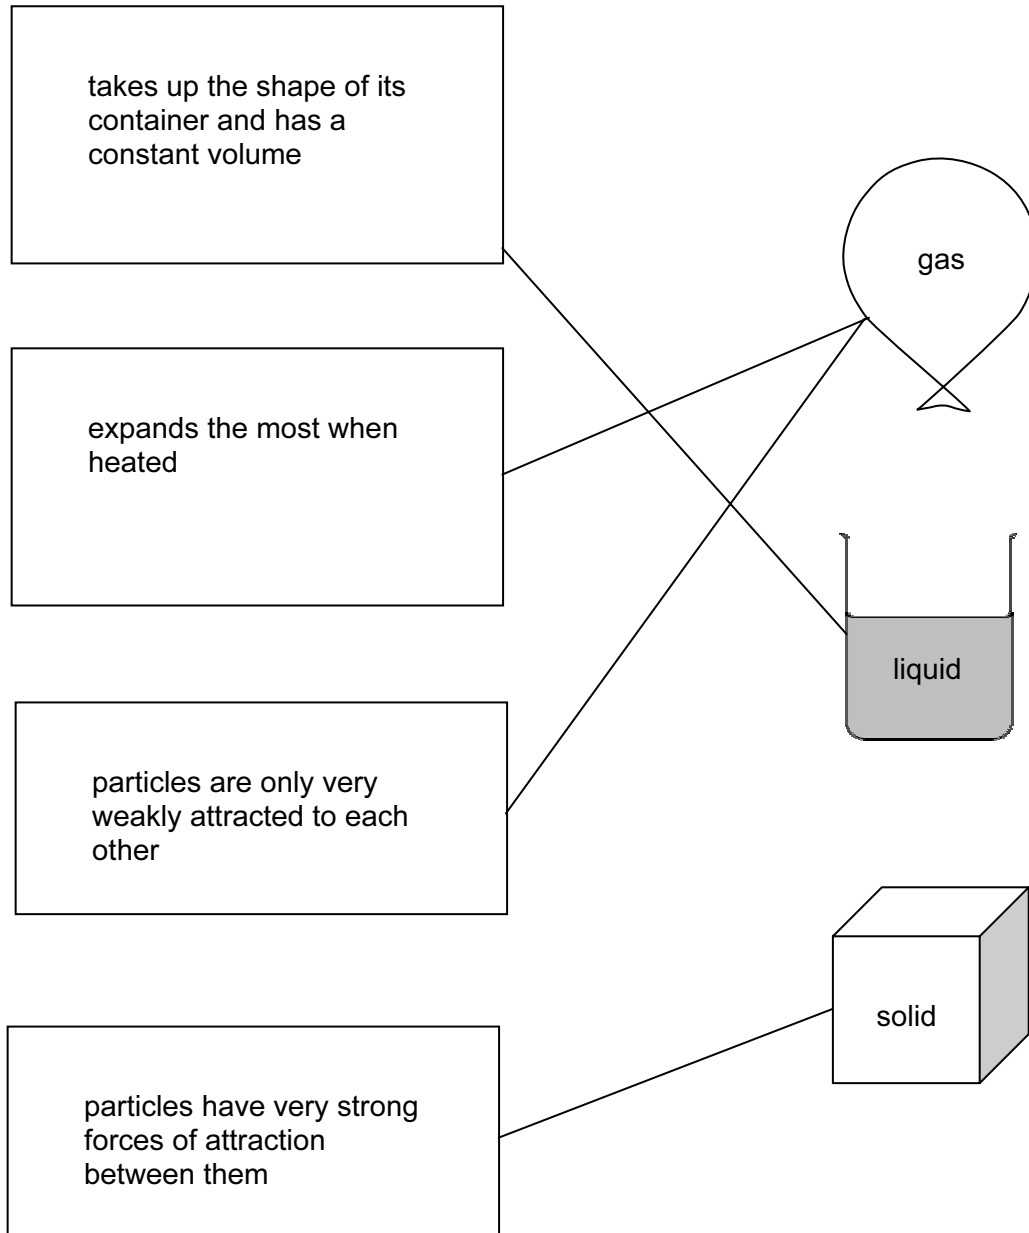 takes up the shape of its
container and has a
constant volume
gas
expands the most when
heated
liquid
particles are only very
weakly attracted to each
other
solid
particles have very strong
forces of attraction
between them